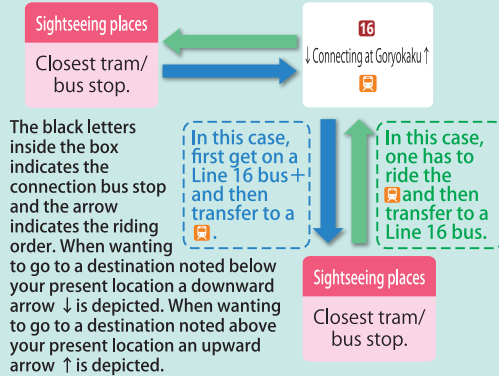 Sightseeing places
Closest tram/
bus stop.
16
↓Connecting at Goryokaku↑
The black letters
inside the box
indicates the
connection bus stop
and the arrow
indicates the riding
order. When wanting
to go to a destination noted below
your present location a downward
arrow ↓ is depicted. When wanting
to go to a destination noted above
your present location an upward
arrow ↑ is depicted.
In this case,
first get on a
Line 16 bus+
and then
transfer to a
.
In this case,
one has to
ride the
and then
transfer to a
Line 16 bus.
Sightseeing places
Closest tram/
bus stop.